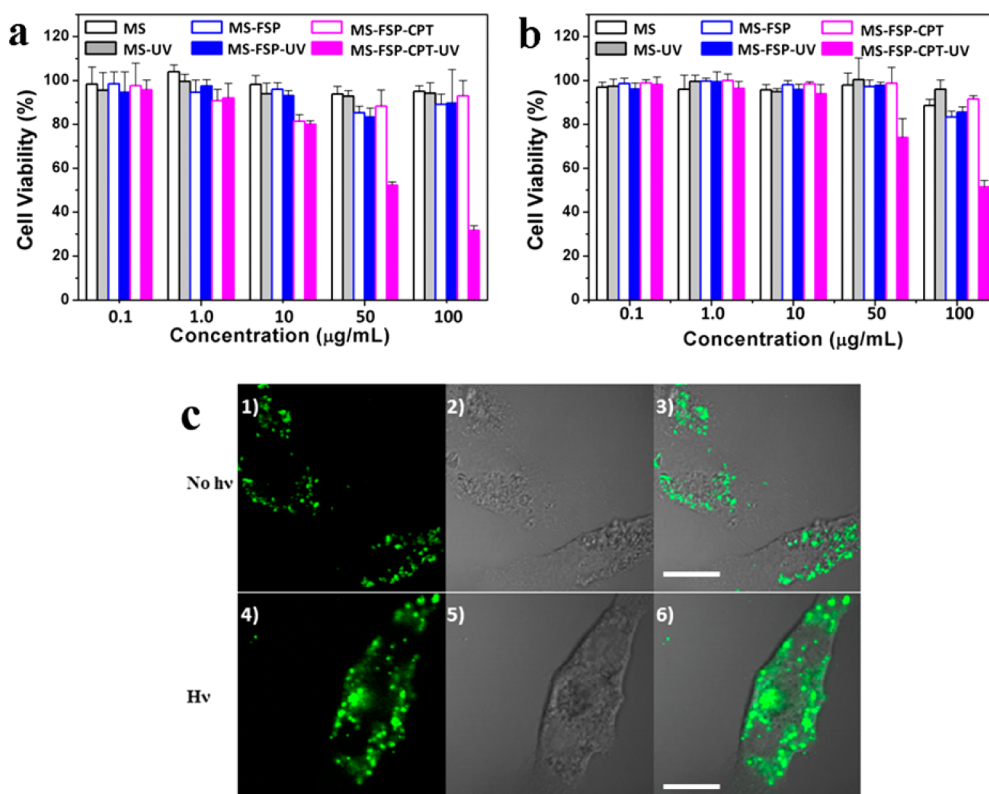 a
120
100
80
60
40
20
0
Cell Viability (%)
MS
MS-FSP
MS-FSP-CPT
MS-UV
MS-FSP-UV
MS-FSP-CPT-UV
0.1
1.0
10
50
100
Concentration (μg/mL)
b
120
100
80
60
40
20
0
Cell Viability (%)
MS
MS-FSP
MS-FSP-CPT
MS-UV
MS-FSP-UV
MS-FSP-CPT-UV
0.1
1.0
10
50
100
Concentration (μg/mL)
c
No hν
1)
2)
3)
Hν
4)
5)
6)